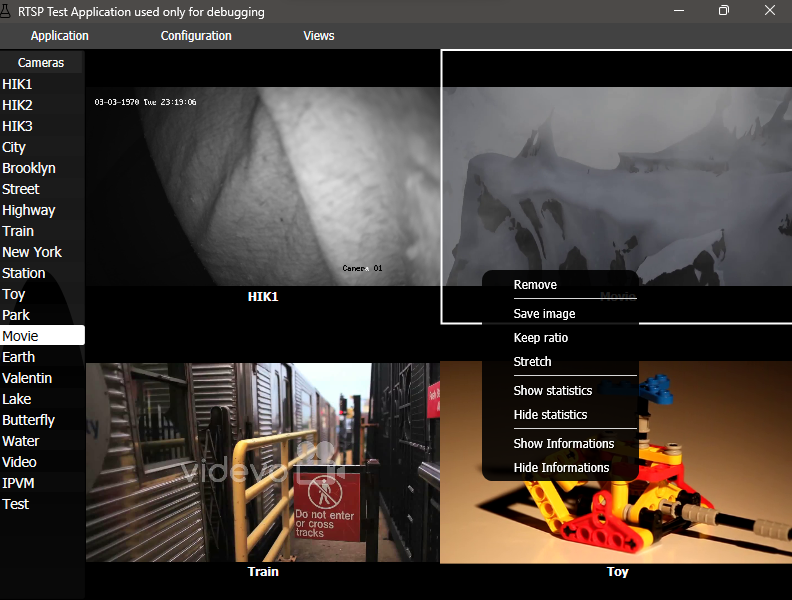 RTSP Test Application used only for debugging
Application Configuration Views
Cameras
HIK1
HIK2
HIK3
City
Brooklyn
Street
Highway
Train
New York
Station
Toy
Park
Movie
Earth
Valentin
Lake
Butterfly
Water
Video
IPVM
Test
03-03-1970 Tue 23:19:06
Camera 01
HIK1
Movie
Remove
Save image
Keep ratio
Stretch
Show statistics
Hide statistics
Show Informations
Hide Informations
videvo
Do not enter
or cross
tracks
Train
Toy